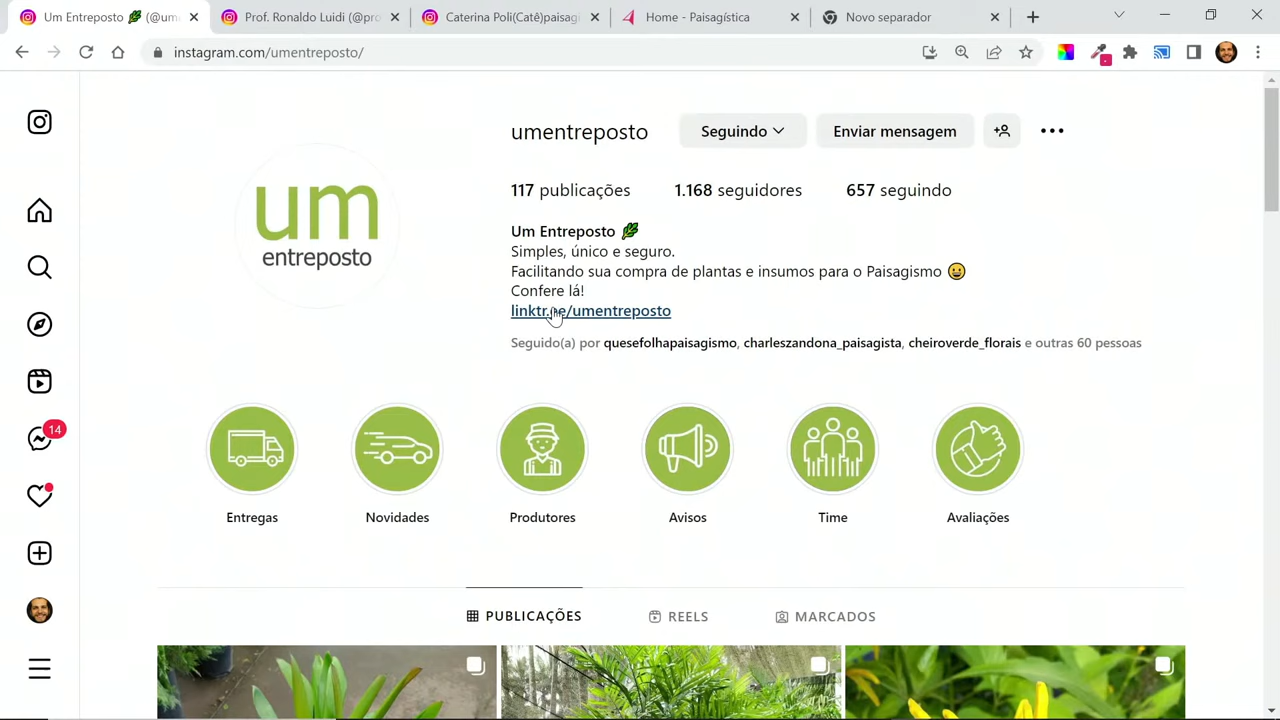 Um Entreposto 🌿 (@um
Prof. Ronaldo Luidi (@pro
Caterina Poli(Catê)paisag
Home - Paisagística
Novo separador
instagram.com/umentreposto/
umentreposto
Seguindo
Enviar mensagem
117 publicações
1.168 seguidores
657 seguindo
um
entreposto
Um Entreposto 🌿
Simples, único e seguro.
Facilitando sua compra de plantas e insumos para o Paisagismo 😀
Confere lá!
linktr.ee/umentreposto
Seguido(a) por quesefolhapaisagismo, charleszandona_paisagista, cheiroverde_florais e outras 60 pessoas
14
Entregas
Novidades
Produtores
Avisos
Time
Avaliações
PUBLICAÇÕES
REELS
MARCADOS